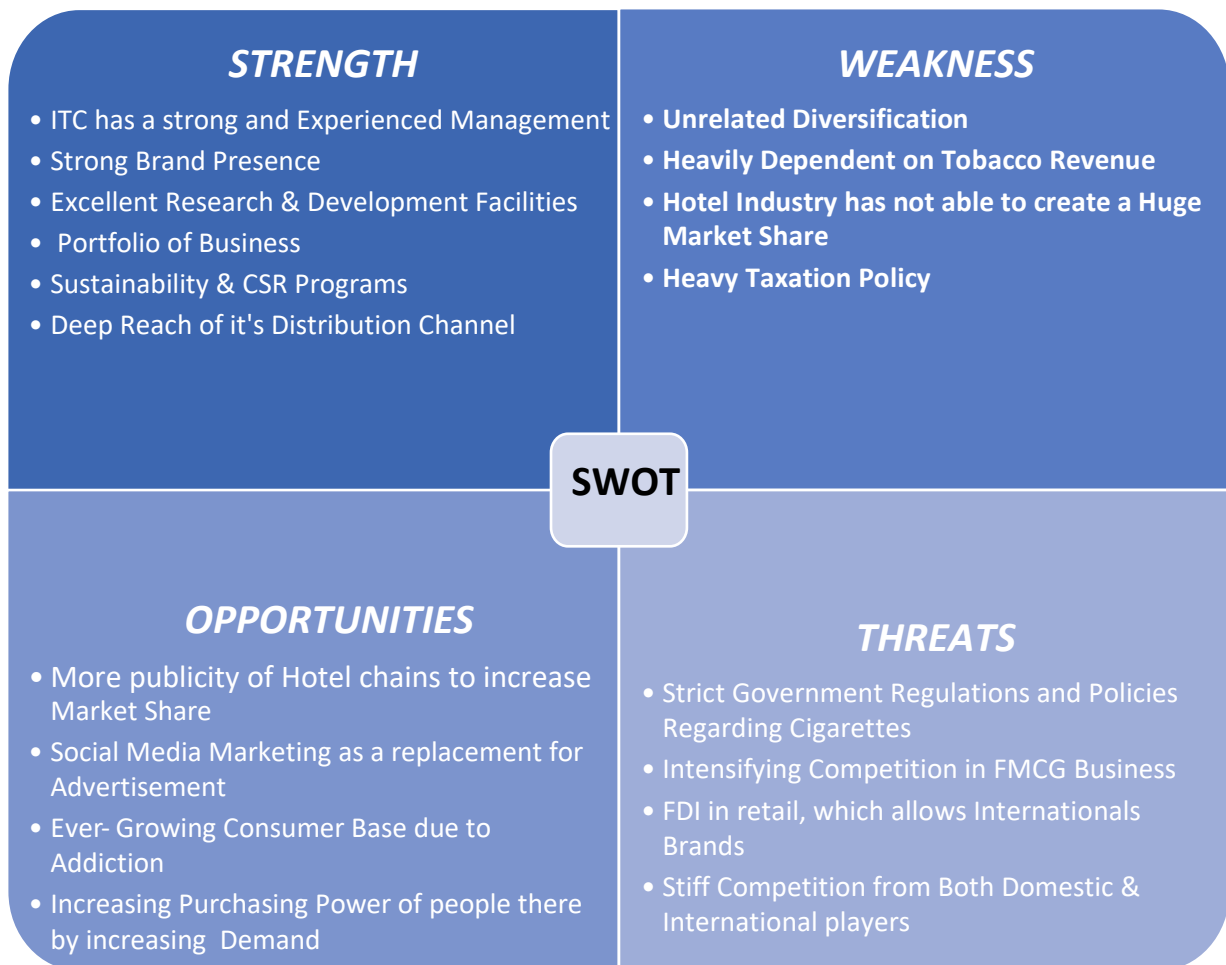 STRENGTH
• ITC has a strong and Experienced Management
• Strong Brand Presence
• Excellent Research & Development Facilities
• Portfolio of Business
• Sustainability & CSR Programs
• Deep Reach of it's Distribution Channel
WEAKNESS
• Unrelated Diversification
• Heavily Dependent on Tobacco Revenue
• Hotel Industry has not able to create a Huge
Market Share
• Heavy Taxation Policy
SWOT
OPPORTUNITIES
• More publicity of Hotel chains to increase
Market Share
• Social Media Marketing as a replacement for
Advertisement
• Ever- Growing Consumer Base due to
Addiction
• Increasing Purchasing Power of people there
by increasing Demand
THREATS
• Strict Government Regulations and Policies
Regarding Cigarettes
• Intensifying Competition in FMCG Business
• FDI in retail, which allows Internationals
Brands
• Stiff Competition from Both Domestic &
International players